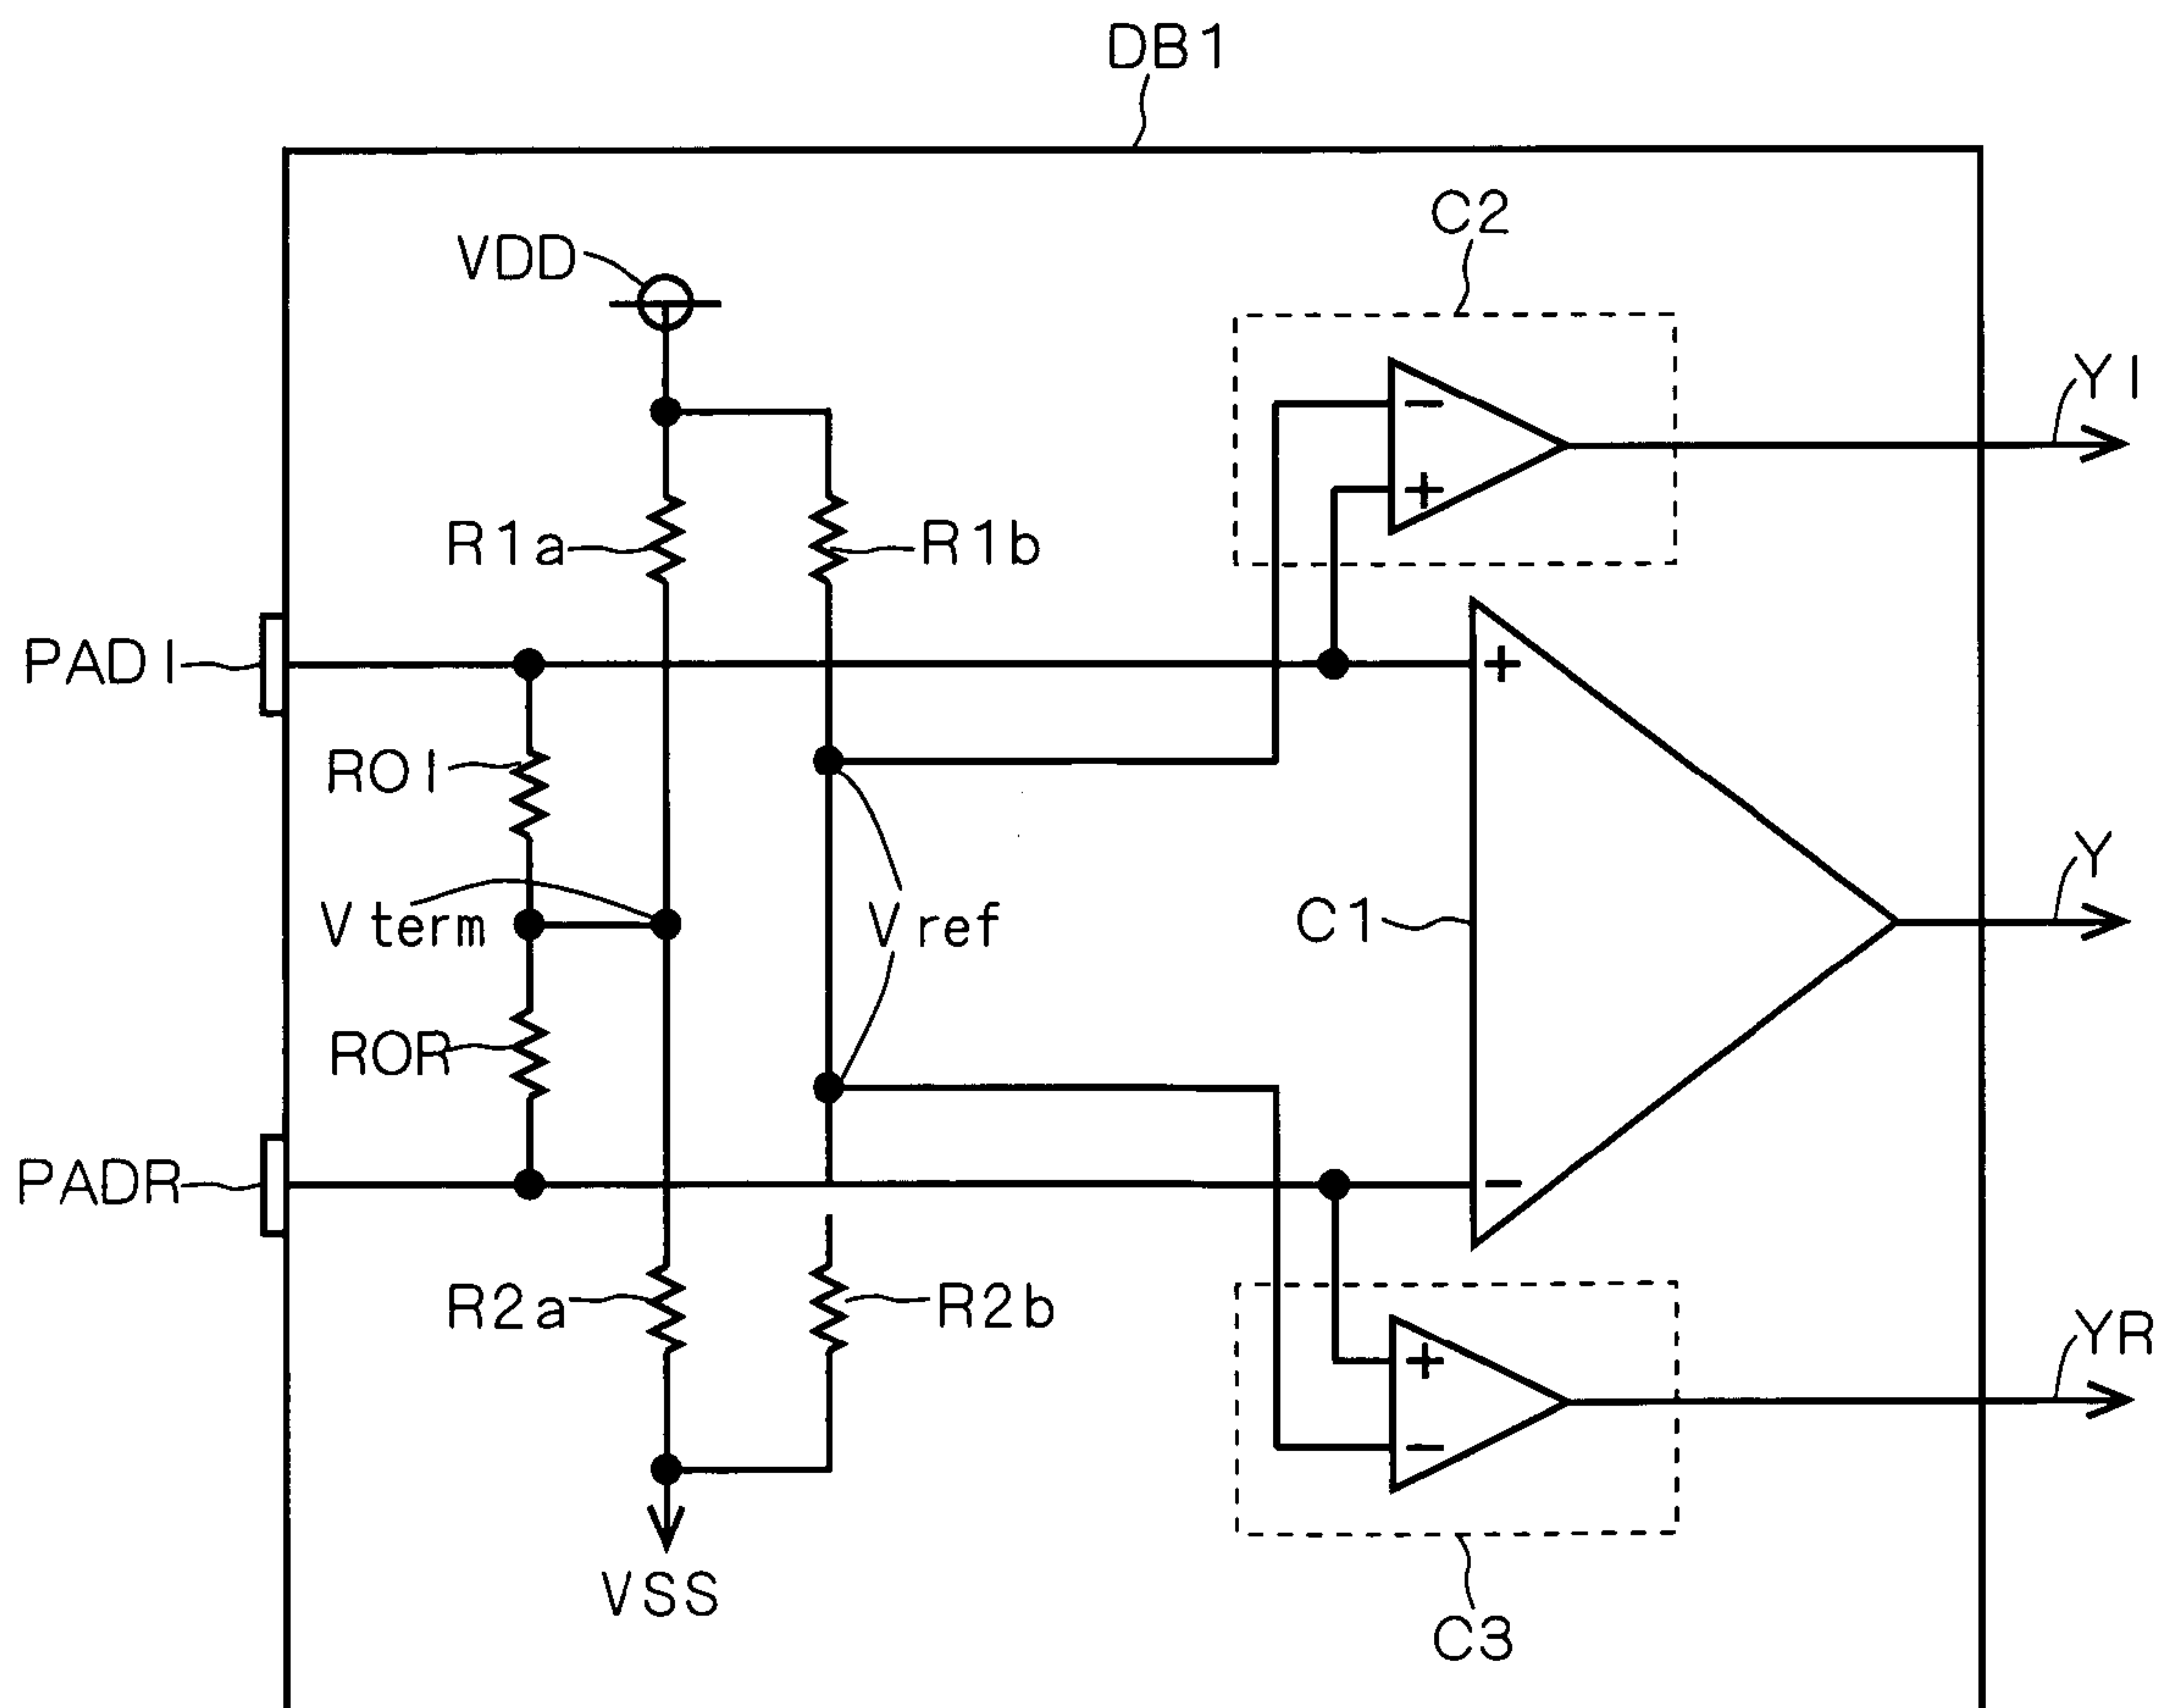 DB1
C2
VDD
YI
R1a
R1b
PADI
ROI
Y
Vterm
Vref
C1
ROR
PADR
R2a
R2b
YR
VSS
C3